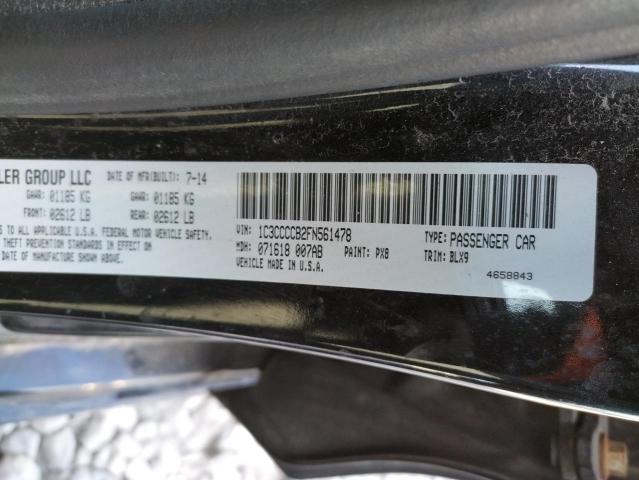 LER GROUP LLC
DATE OF MFR(BUILT): 7-14
GAWR: 01185 KG GAWR: 01185 KG
FRONT: 02612 LB REAR: 02612 LB
S TO ALL APPLICABLE U.S.A. FEDERAL MOTOR VEHICLE SAFETY,
THEFT PREVENTION STANDARDS IN EFFECT
DATE OF MANUFACTURE SHOWN ABOVE.
VIN: 1C3CCCCB2FN561478 TYPE: PASSENGER CAR
MDH: 071618 007AB PAINT: PX8 TRIM: BLX9
VEHICLE MADE IN U.S.A.
4658843